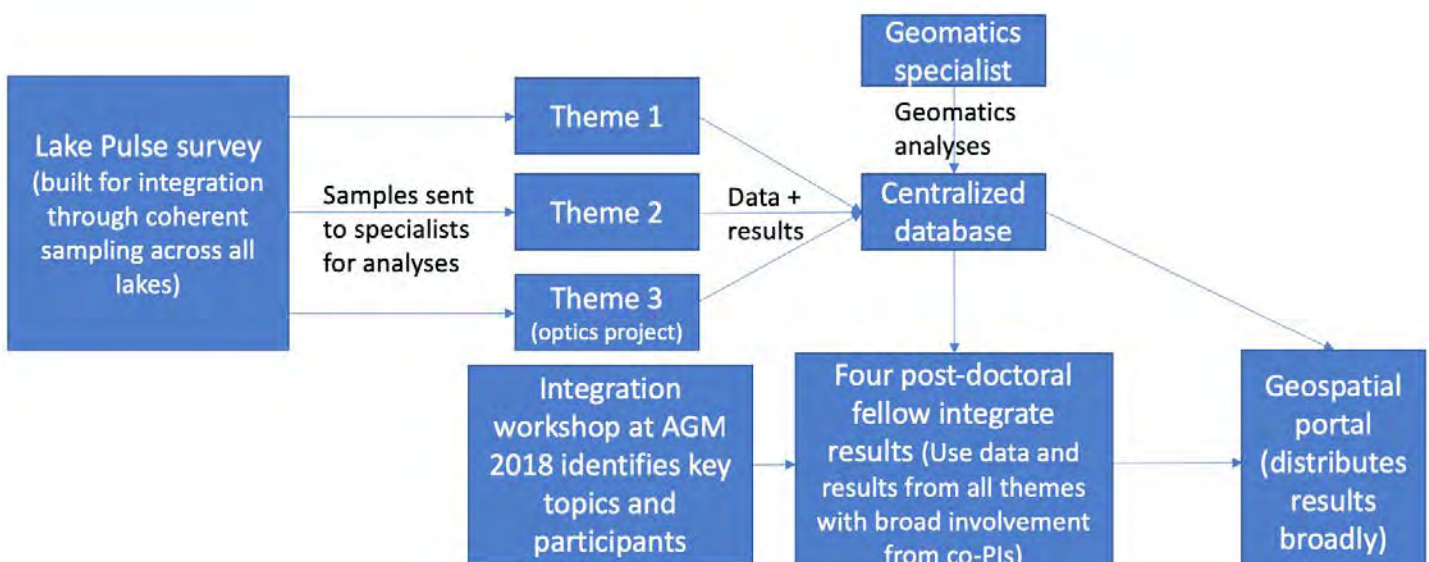 Lake Pulse survey
(built for integration
through coherent
sampling across all
lakes)
Samples sent
to specialists
for analyses
Theme 1
Theme 2
Theme 3
(optics project)
Data +
results
Geomatics
specialist
Geomatics
analyses
Centralized
database
Integration
workshop at AGM
2018 identifies key
topics and
participants
Four post-doctoral
fellow integrate
results (Use data and
results from all themes
with broad involvement
from co-PIs)
Geospatial
portal
(distributes
results
broadly)